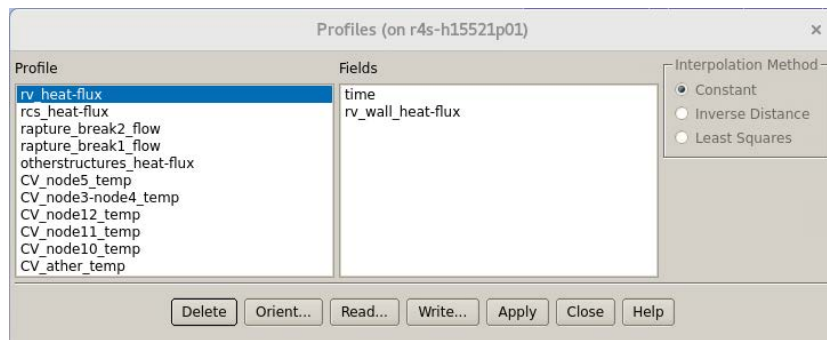 Profiles (on r4s-h15521p01)
×
Profile
Fields
Interpolation Method
rv_heat-flux
rcs_heat-flux
rapture_break2_flow
rapture_break1_flow
otherstructures_heat-flux
CV_node5_temp
CV_node3-node4_temp
CV_node12_temp
CV_node11_temp
CV_node10_temp
CV_ather_temp
time
rv_wall_heat-flux
Constant
Inverse Distance
Least Squares
Delete
Orient...
Read...
Write...
Apply
Close
Help